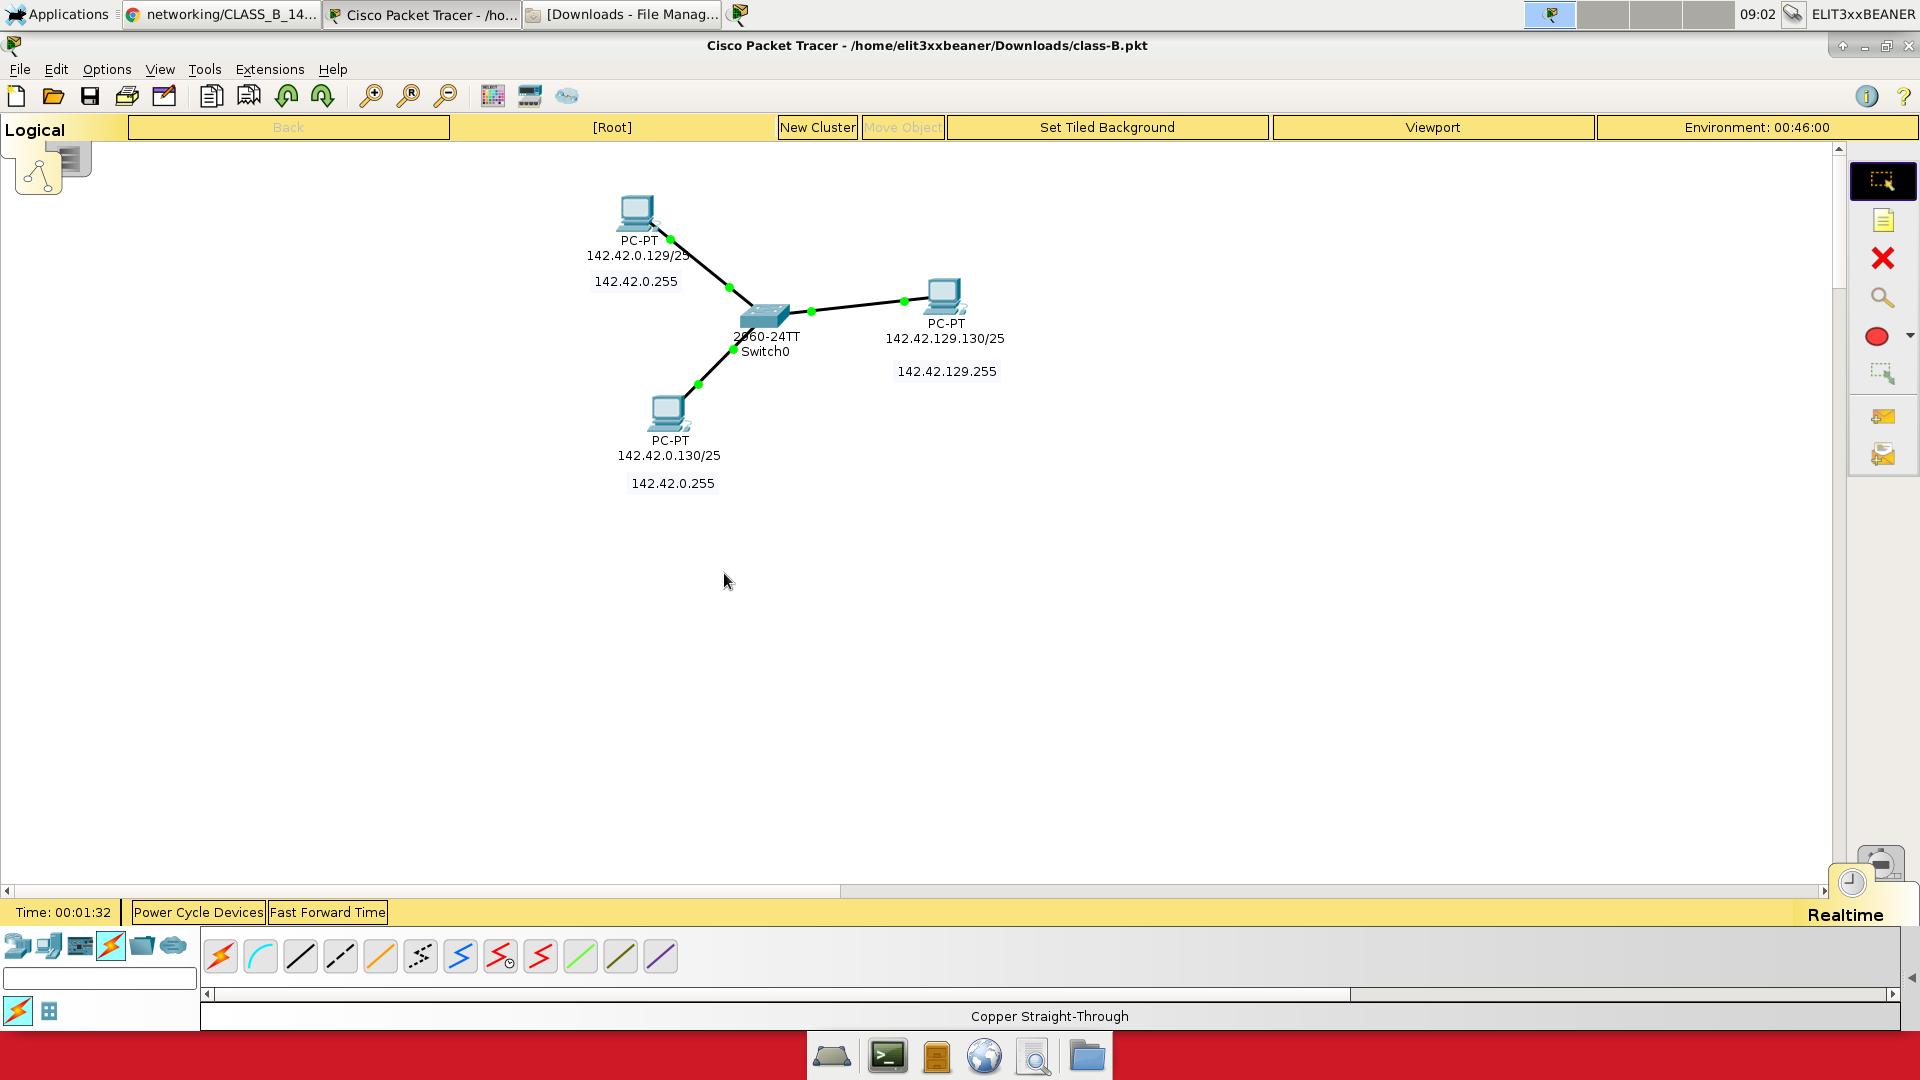 Applications
networking/CLASS_B_14...
Cisco Packet Tracer - /ho...
[Downloads - File Manag...
09:02
ELIT3xxBEANER
Cisco Packet Tracer - /home/elit3xxbeaner/Downloads/class-B.pkt
File Edit Options View Tools Extensions Help
Logical
Back
[Root]
New Cluster
Move Object
Set Tiled Background
Viewport
Environment: 00:46:00
PC-PT
142.42.0.129/25
142.42.0.255
PC-PT
142.42.129.130/25
142.42.129.255
2960-24TT
Switch0
PC-PT
142.42.0.130/25
142.42.0.255
Time: 00:01:32
Power Cycle Devices
Fast Forward Time
Realtime
Copper Straight-Through